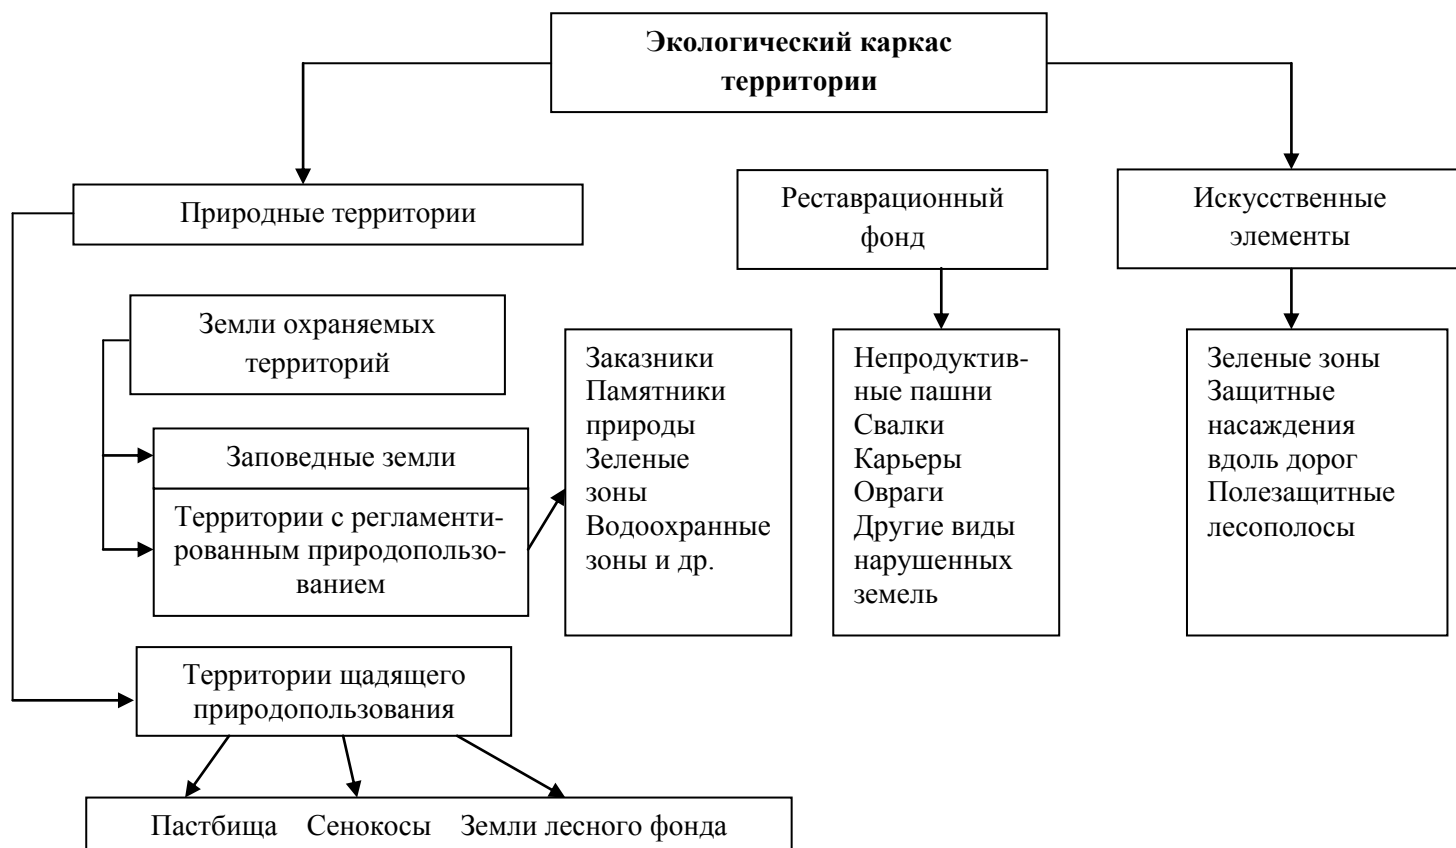 Экологический каркас
территории
Природные территории
Реставрационный
фонд
Искусственные
элементы
Земли охраняемых
территорий
Заповедные земли
Территории с регламенти-
рованным природопользо-
ванием
Заказники
Памятники
природы
Зеленые
зоны
Водоохранные
зоны и др.
Непродуктив-
ные пашни
Свалки
Карьеры
Овраги
Другие виды
нарушенных
земель
Зеленые зоны
Защитные
насаждения
вдоль дорог
Полезащитные
лесополосы
Территории щадящего
природопользования
Пастбища Сенокосы Земли лесного фонда